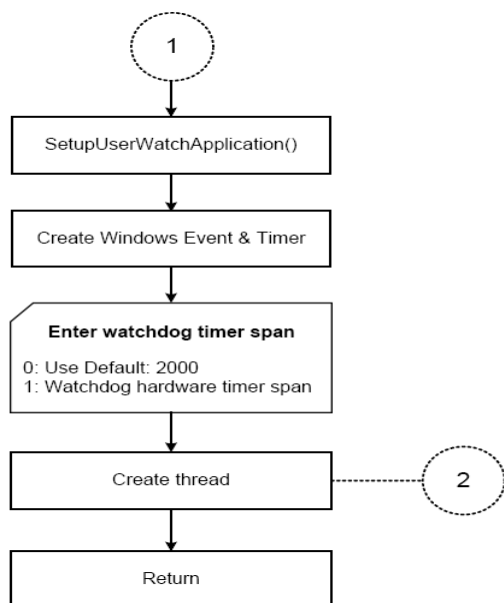 1
SetupUserWatchApplication()
Create Windows Event & Timer
Enter watchdog timer span
0: Use Default: 2000
1: Watchdog hardware timer span
Create thread
2
Return